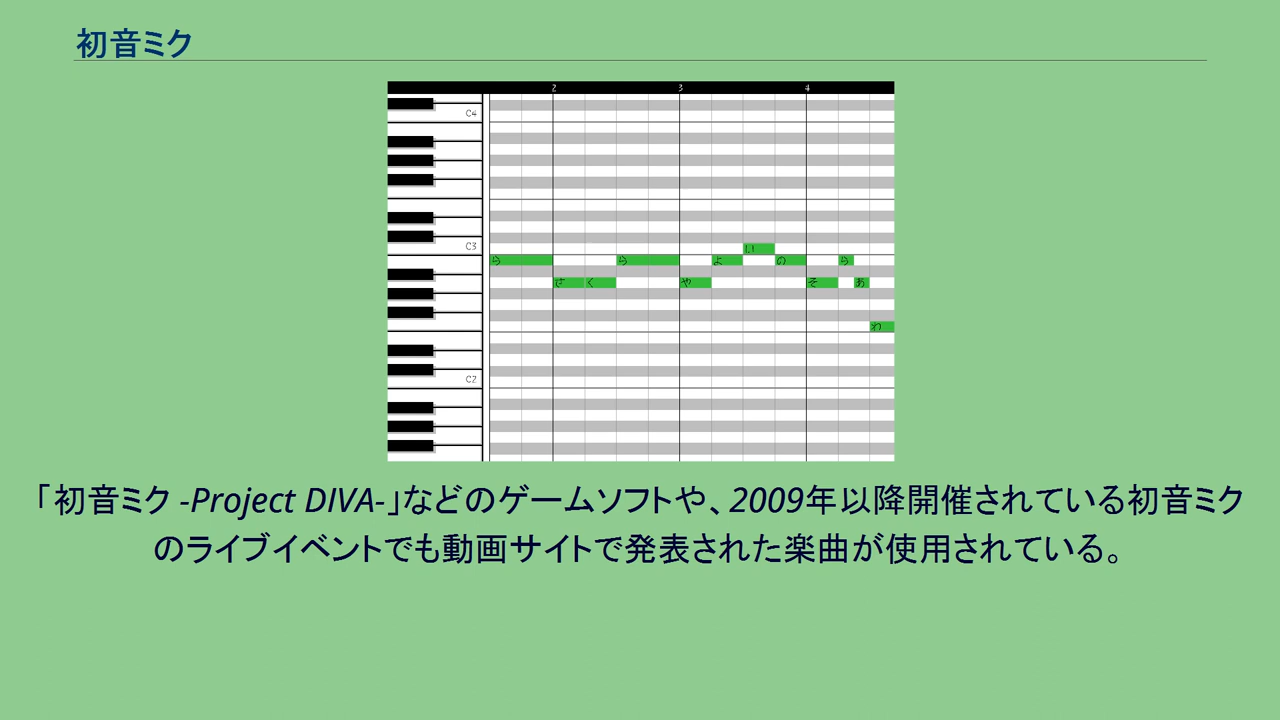 初音ミク
2 3 4
C4
C3
い
ら ら よ の ら
さ く や そ あ
わ
C2
「初音ミク -Project DIVA-」などのゲームソフトや、2009年以降開催されている初音ミク
のライブイベントでも動画サイトで発表された楽曲が使用されている。